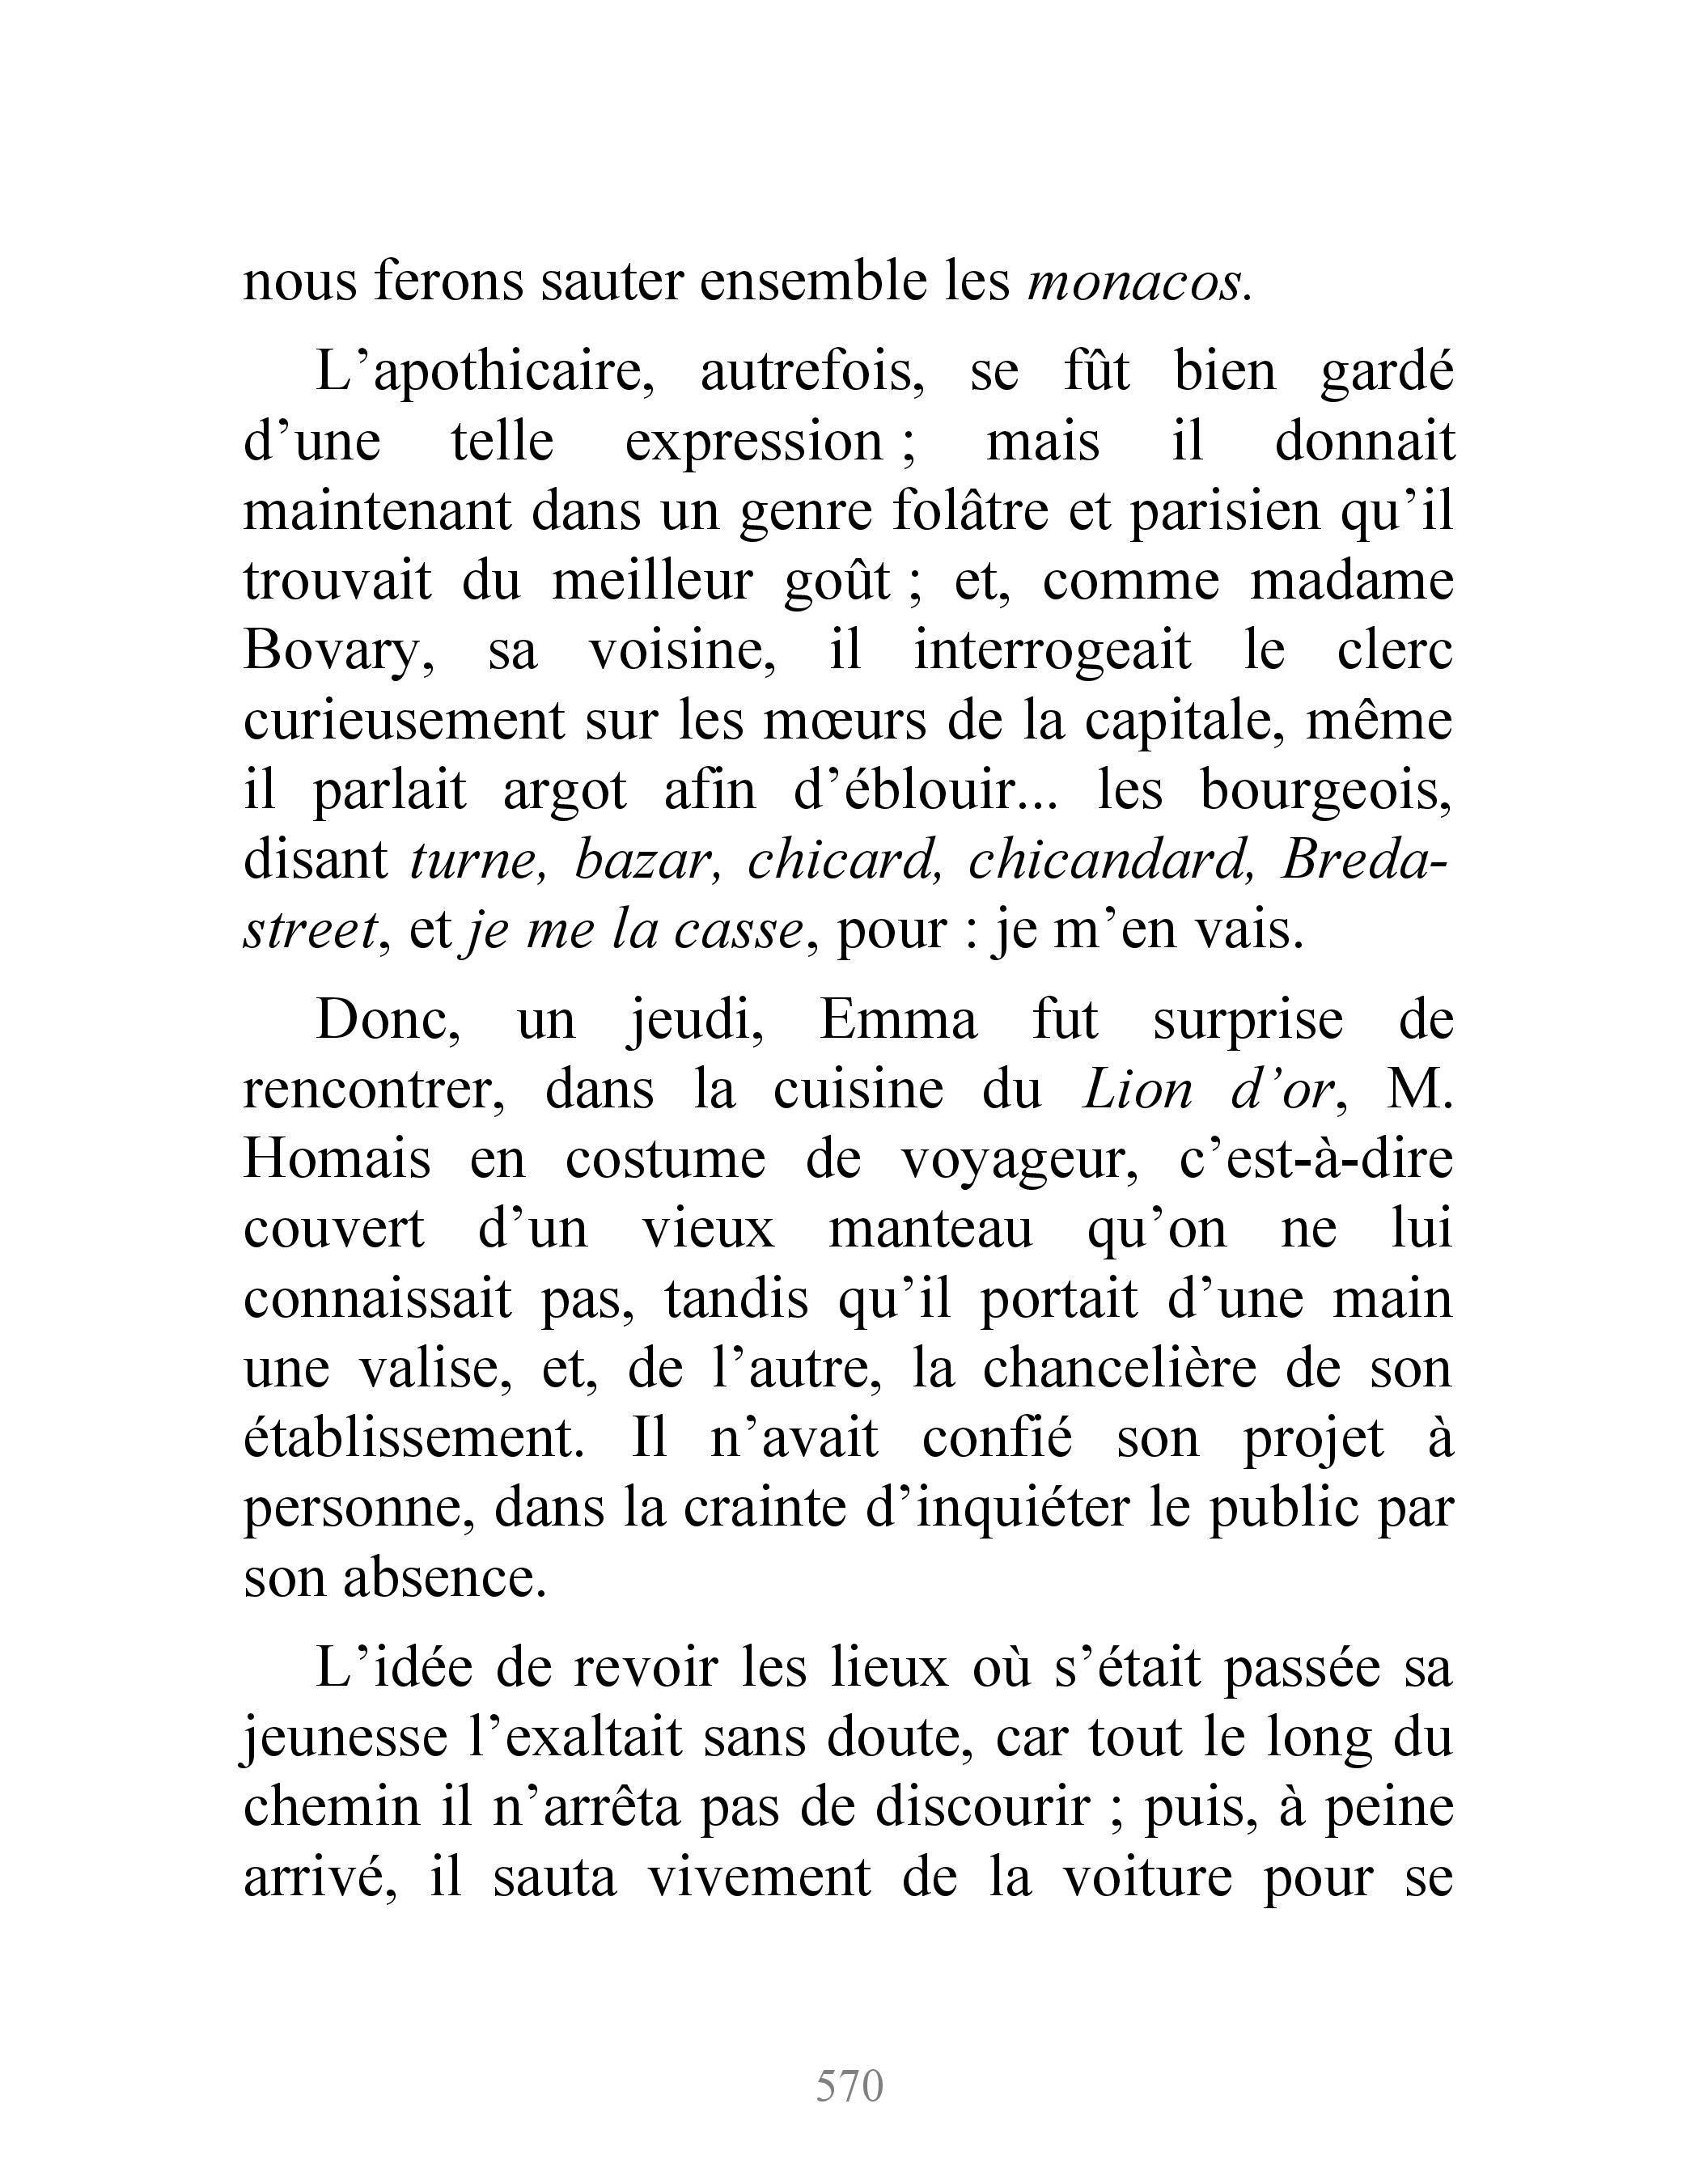 nous ferons sauter ensemble les monacos.
L’apothicaire, autrefois, se fût bien gardé
d’une telle expression ; mais il donnait
maintenant dans un genre folâtre et parisien qu’il
trouvait du meilleur goût ; et, comme madame
Bovary, sa voisine, il interrogeait le clerc
curieusement sur les mœurs de la capitale, même
il parlait argot afin d’éblouir... les bourgeois,
disant turne, bazar, chicard, chicandard, Breda-
street, et je me la casse, pour : je m’en vais.
Donc, un jeudi, Emma fut surprise de
rencontrer, dans la cuisine du Lion d’or, M.
Homais en costume de voyageur, c’est-à-dire
couvert d’un vieux manteau qu’on ne lui
connaissait pas, tandis qu’il portait d’une main
une valise, et, de l’autre, la chancelière de son
établissement. Il n’avait confié son projet à
personne, dans la crainte d’inquiéter le public par
son absence.
L’idée de revoir les lieux où s’était passée sa
jeunesse l’exaltait sans doute, car tout le long du
chemin il n’arrêta pas de discourir ; puis, à peine
arrivé, il sauta vivement de la voiture pour se
570